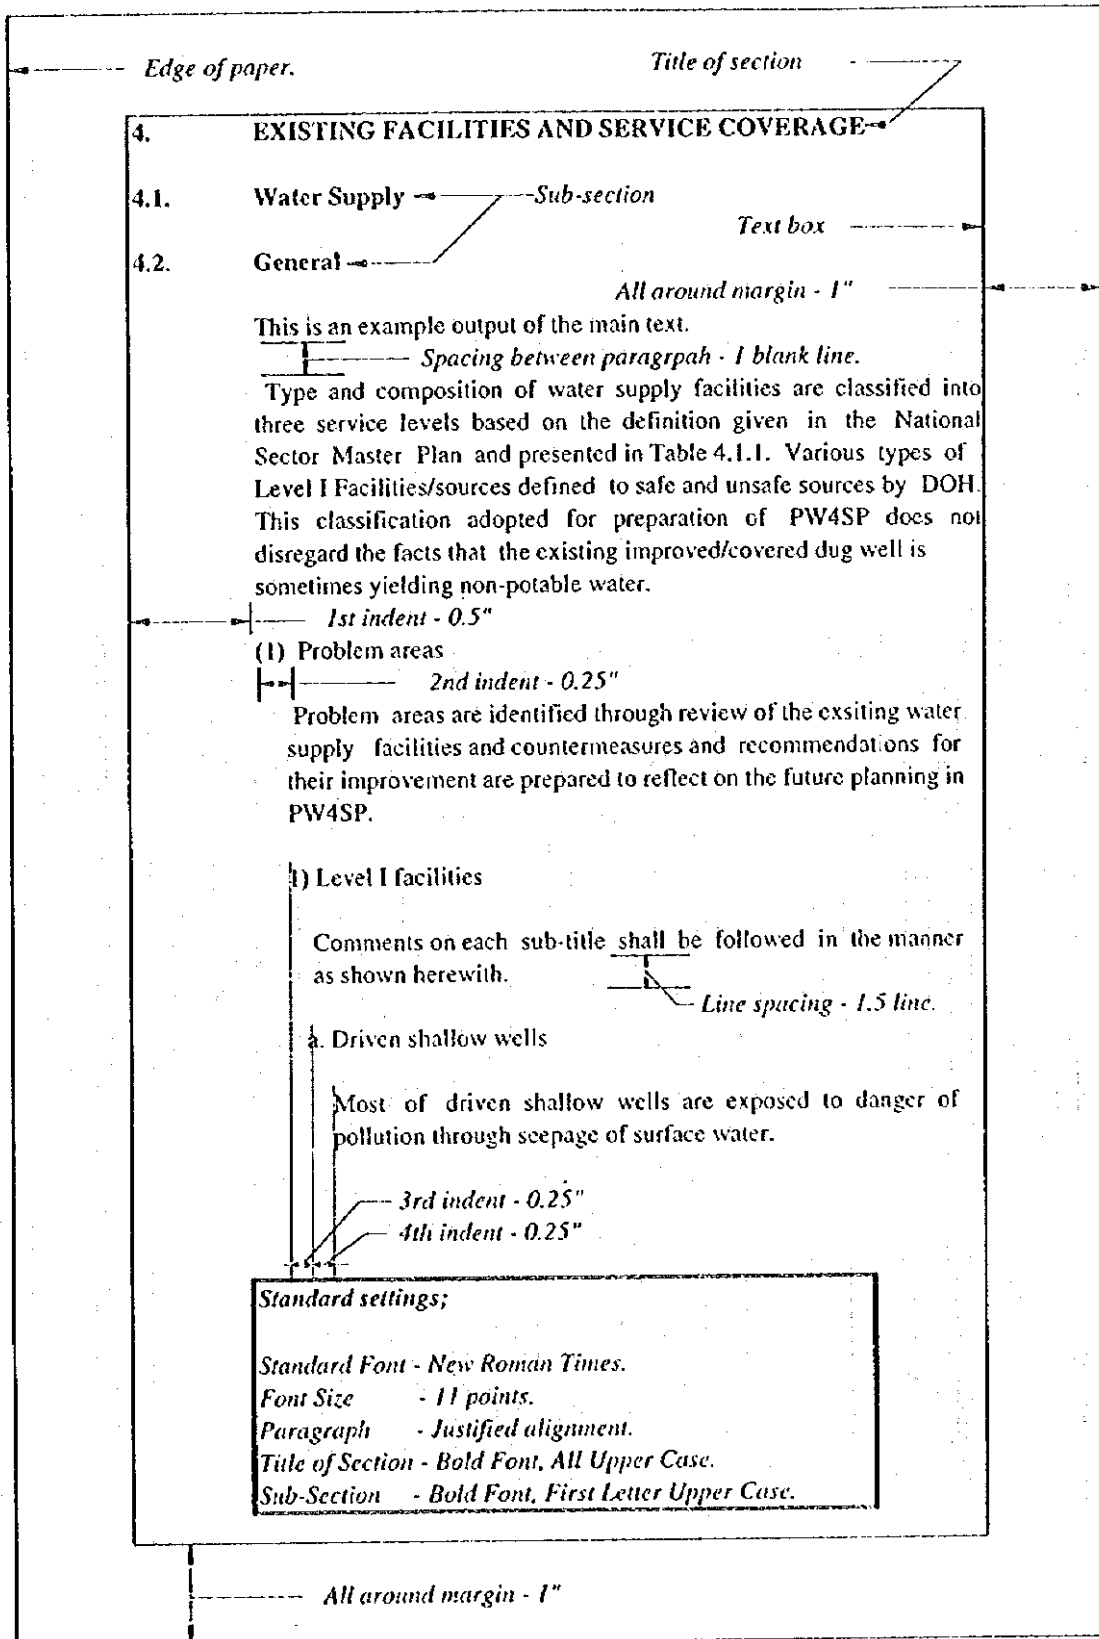 Edge of paper.
Title of section
4. EXISTING FACILITIES AND SERVICE COVERAGE
4.1. Water Supply
Sub-section
Text box
4.2. General
All around margin - 1"
This is an example output of the main text.
Spacing between paragrpah - 1 blank line.
Type and composition of water supply facilities are classified into
three service levels based on the definition given in the National
Sector Master Plan and presented in Table 4.1.1. Various types of
Level I Facilities/sources defined to safe and unsafe sources by DOH.
This classification adopted for preparation of PW4SP does not
disregard the facts that the existing improved/covered dug well is
sometimes yielding non-potable water.
1st indent - 0.5"
(1) Problem areas
2nd indent - 0.25"
Problem areas are identified through review of the exsiting water
supply facilities and countermeasures and recommendations for
their improvement are prepared to reflect on the future planning in
PW4SP.
1) Level I facilities
Comments on each sub-title shall be followed in the manner
as shown herewith.
Line spacing - 1.5 line.
a. Driven shallow wells
Most of driven shallow wells are exposed to danger of
pollution through seepage of surface water.
3rd indent - 0.25"
4th indent - 0.25"
Standard settings;
Standard Font - New Roman Times.
Font Size - 11 points.
Paragraph - Justified alignment.
Title of Section - Bold Font, All Upper Case.
Sub-Section - Bold Font, First Letter Upper Case.
All around margin - 1"